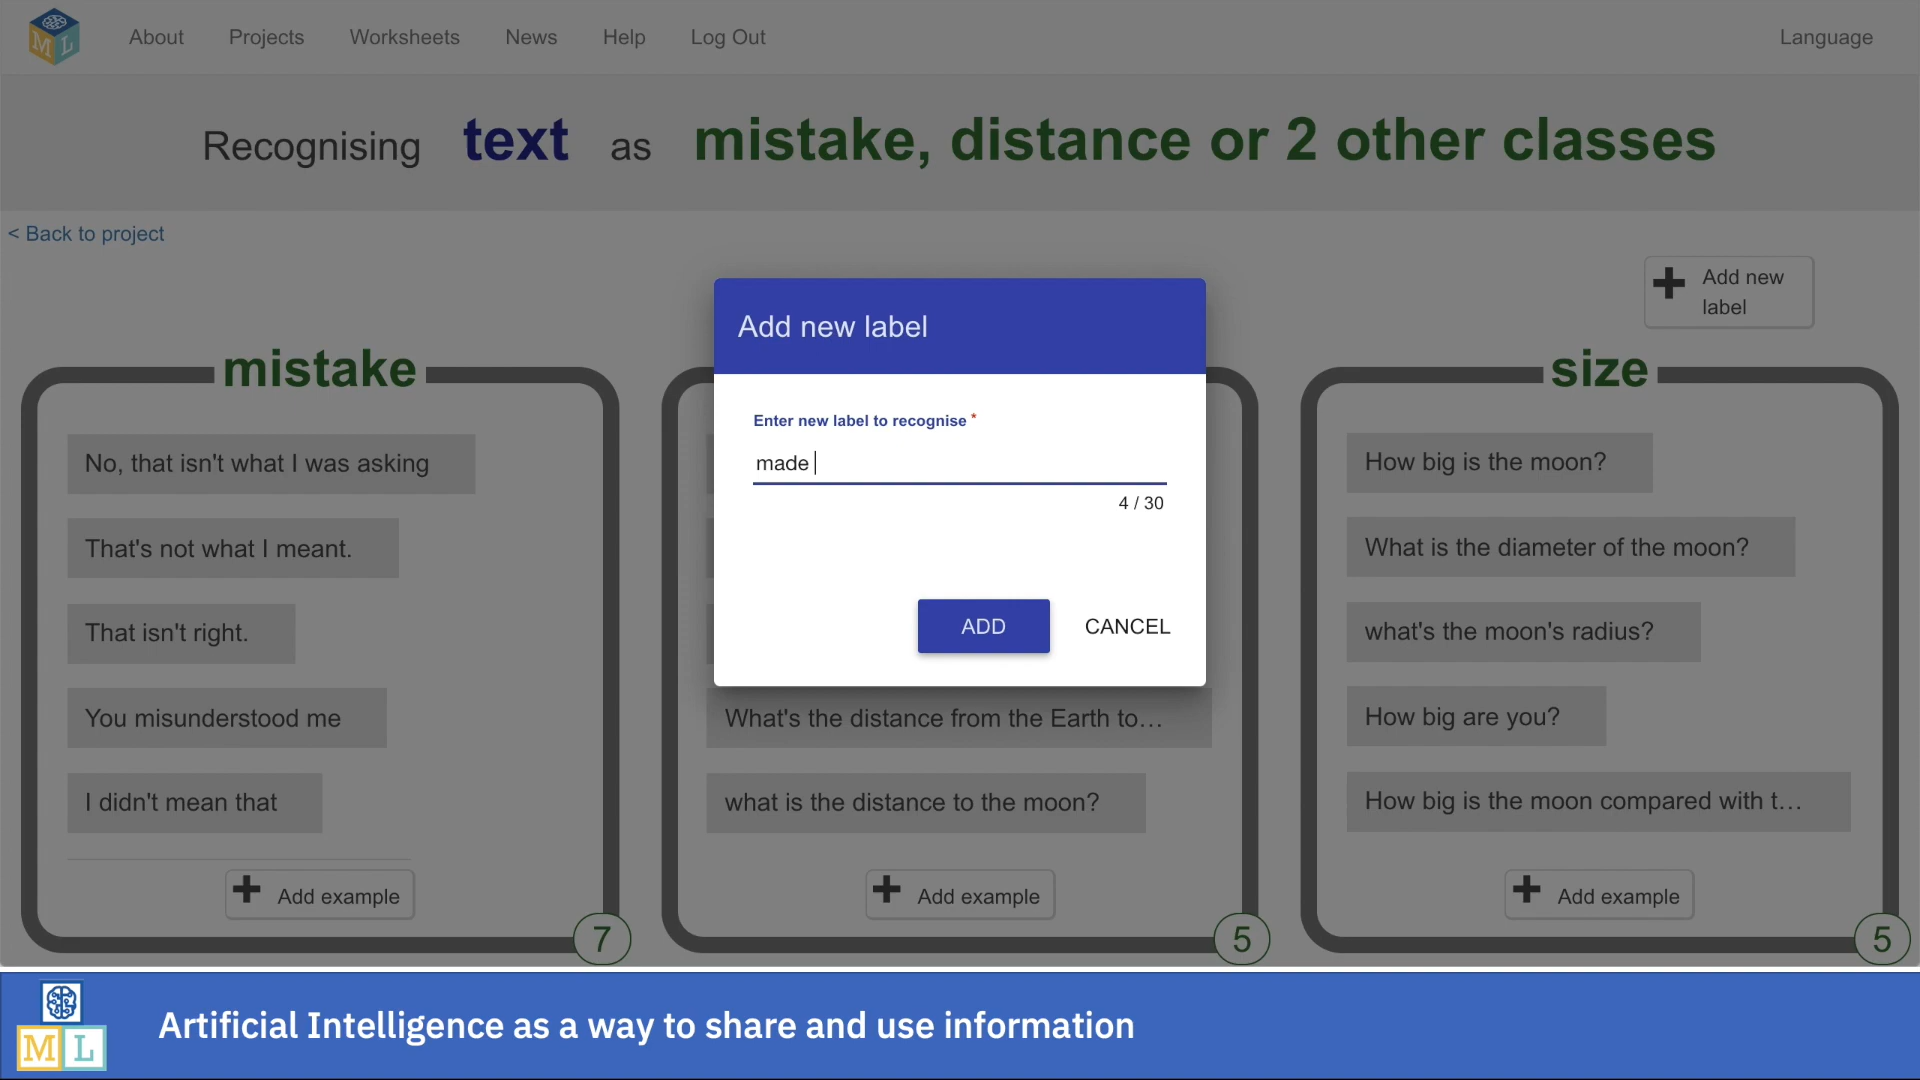 M L
About Projects Worksheets News Help Log Out Language
Recognising text as mistake, distance or 2 other classes
< Back to project
Add new
label
Add new label
Enter new label to recognise *
made
4 / 30
ADD CANCEL
mistake
No, that isn't what I was asking
That's not what I meant.
That isn't right.
You misunderstood me
I didn't mean that
Add example
7
What's the distance from the Earth to...
what is the distance to the moon?
Add example
5
size
How big is the moon?
What is the diameter of the moon?
what's the moon's radius?
How big are you?
How big is the moon compared with t...
Add example
5
M L
Artificial Intelligence as a way to share and use information